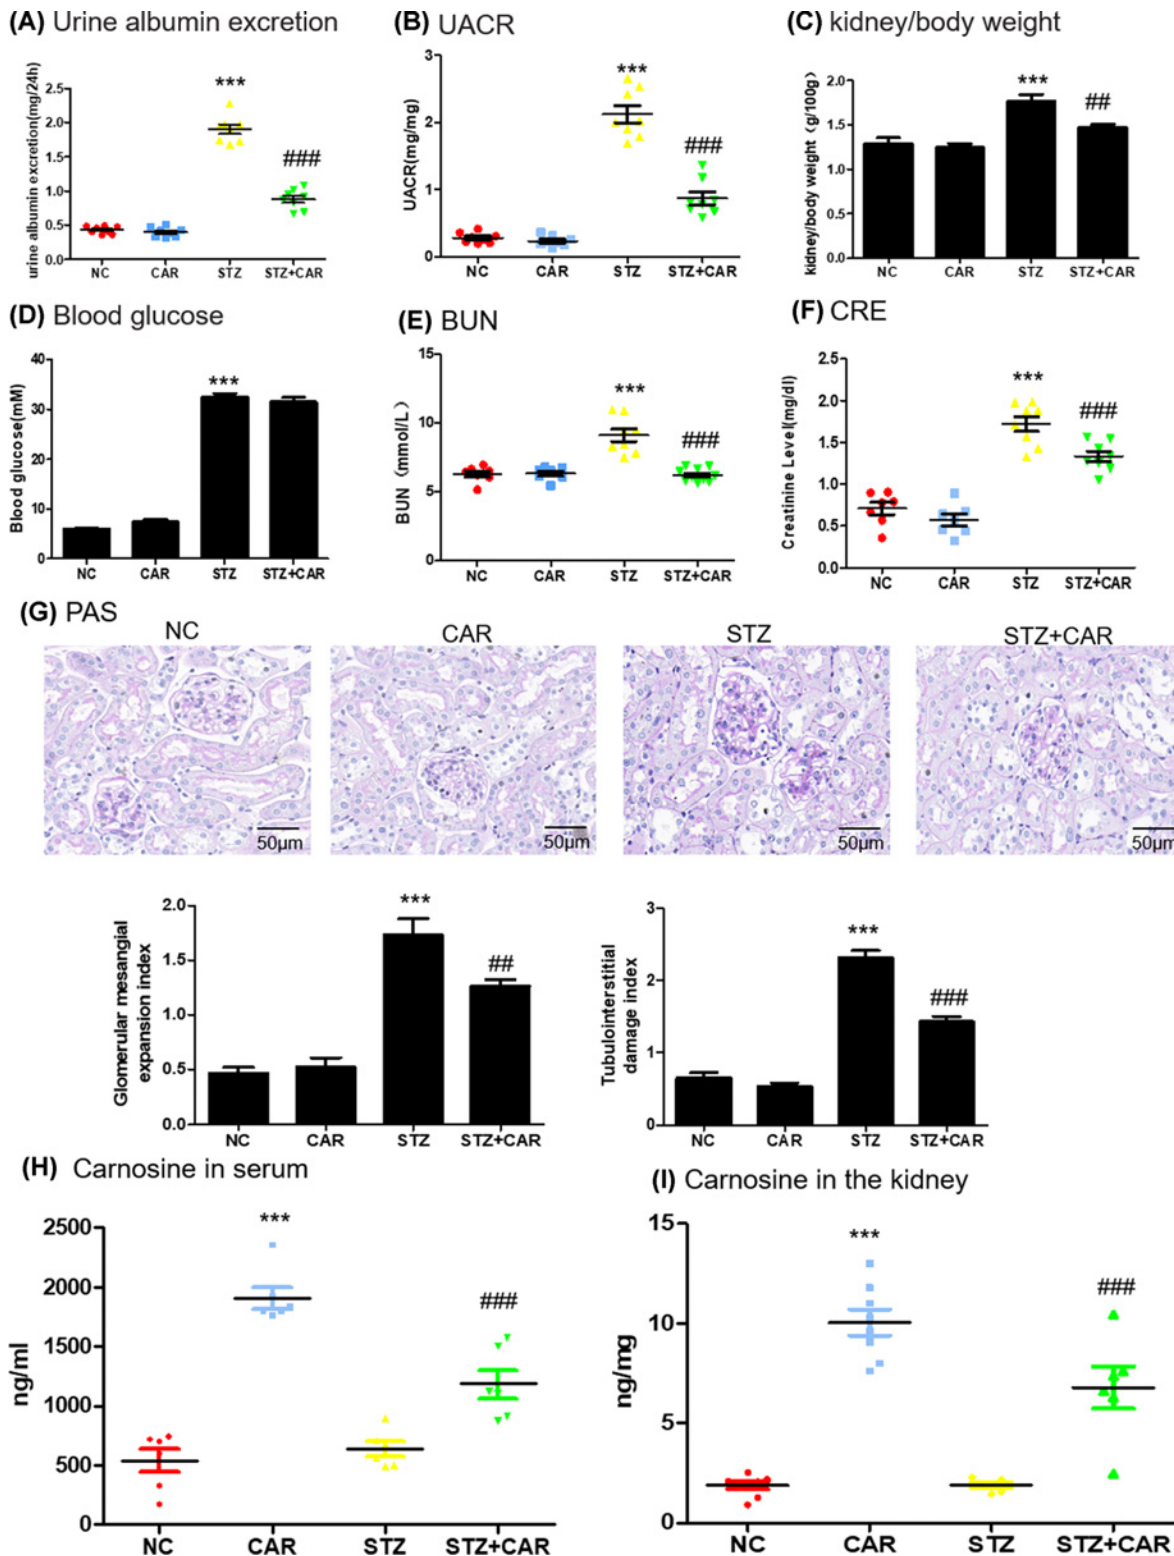 (A) Urine albumin excretion
(B) UACR
(C) kidney/body weight
urine albumin excretion(mg/24h)
2.5
2.0
1.5
1.0
0.5
0.0
***
###
NC CAR STZ STZ+CAR
UACR(mg/mg)
3
2
1
0
***
###
NC CAR STZ STZ+CAR
kidney/body weight (g/100g)
2.0
1.5
1.0
0.5
0.0
***
##
NC CAR STZ STZ+CAR
(D) Blood glucose
(E) BUN
(F) CRE
Blood glucose(mM)
40
30
20
10
0
***
NC CAR STZ STZ+CAR
BUN (mmol/L)
15
10
5
0
***
###
NC CAR STZ STZ+CAR
Creatinine Level(mg/dl)
2.5
2.0
1.5
1.0
0.5
0.0
***
###
NC CAR STZ STZ+CAR
(G) PAS
NC CAR STZ STZ+CAR
50μm 50μm 50μm 50μm
Glomerular mesangial
expansion index
2.0
1.5
1.0
0.5
0.0
***
##
NC CAR STZ STZ+CAR
Tubulointerstitial
damage index
3
2
1
0
***
###
NC CAR STZ STZ+CAR
(H) Carnosine in serum
(I) Carnosine in the kidney
ng/ml
2500
2000
1500
1000
500
0
***
###
NC CAR STZ STZ+CAR
ng/mg
15
10
5
0
***
###
NC CAR STZ STZ+CAR